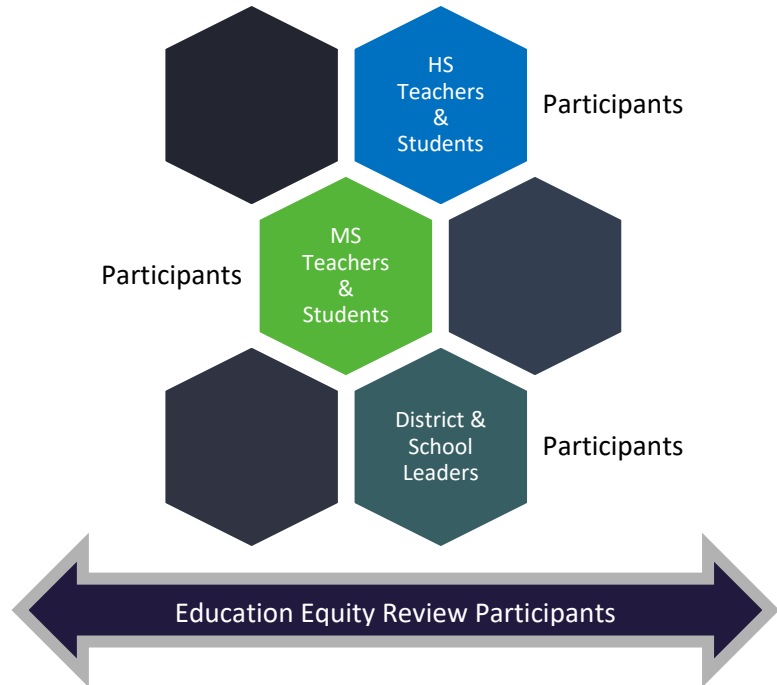 HS
Teachers
&
Students
Participants
MS
Teachers
&
Students
Participants
District &
School
Leaders
Participants
Education Equity Review Participants